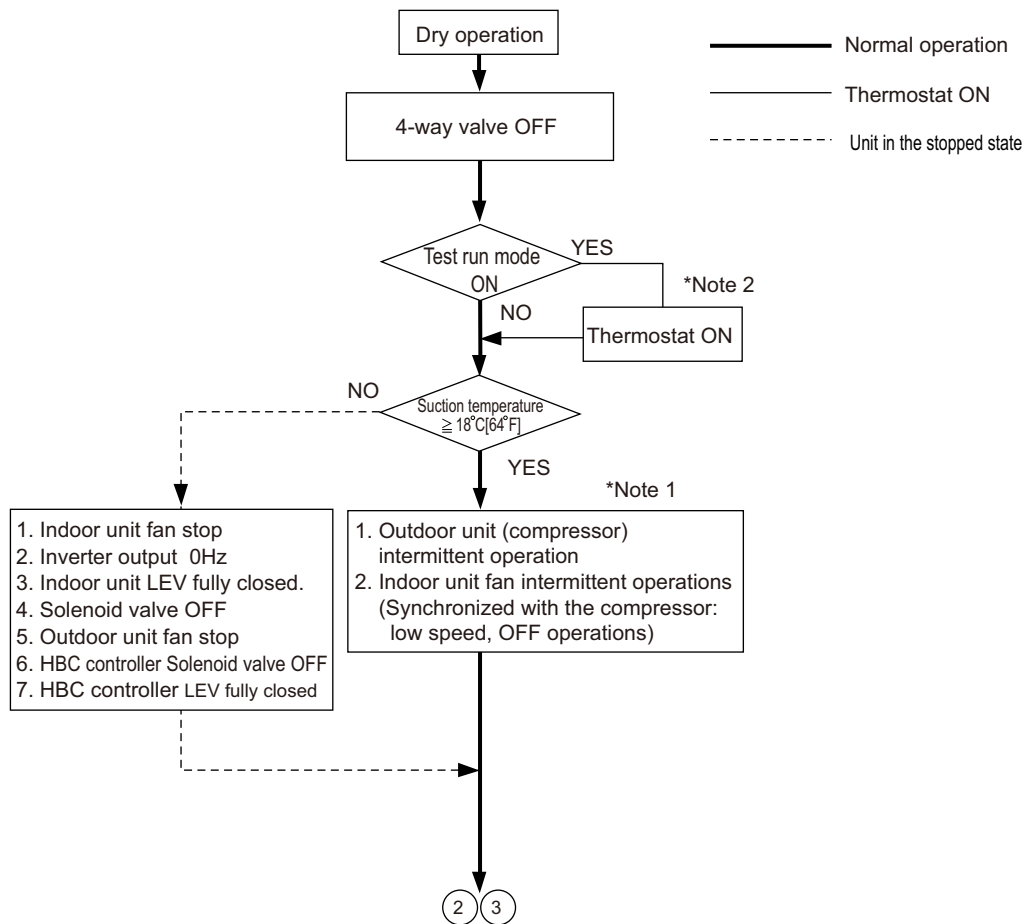 Dry operation
Normal operation
Thermostat ON
Unit in the stopped state
4-way valve OFF
Test run mode
ON
YES
*Note 2
NO
Thermostat ON
NO
Suction temperature
≧ 18°C[64°F]
YES
*Note 1
1. Indoor unit fan stop
2. Inverter output 0Hz
3. Indoor unit LEV fully closed.
4. Solenoid valve OFF
5. Outdoor unit fan stop
6. HBC controller Solenoid valve OFF
7. HBC controller LEV fully closed
1. Outdoor unit (compressor)
intermittent operation
2. Indoor unit fan intermittent operations
(Synchronized with the compressor:
low speed, OFF operations)
2 3